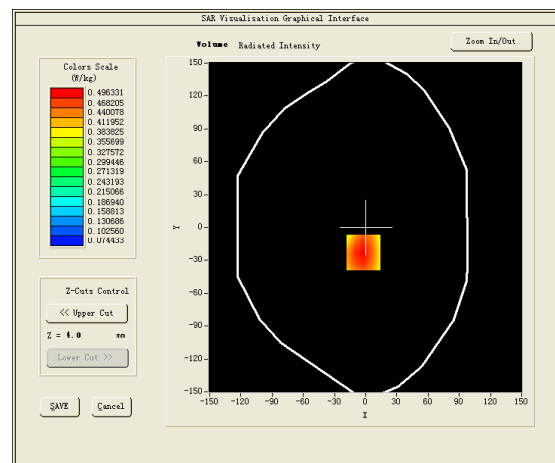 SAR Visualisation Graphical Interface
Volume Radiated Intensity
Zoom In/Out
Colors Scale
(W/kg)
0.496331
0.468205
0.440078
0.411952
0.383825
0.355699
0.327572
0.299446
0.271319
0.243193
0.215066
0.186940
0.158813
0.130686
0.102560
0.074433
Z-Cuts Control
<< Upper Cut
Z = 4.0 mm
Lower Cut >>
SAVE
Cancel
150
120
90
60
30
0
-30
-60
-90
-120
-150
Y
-150 -120 -90 -60 -30 0 30 60 90 120 150
X